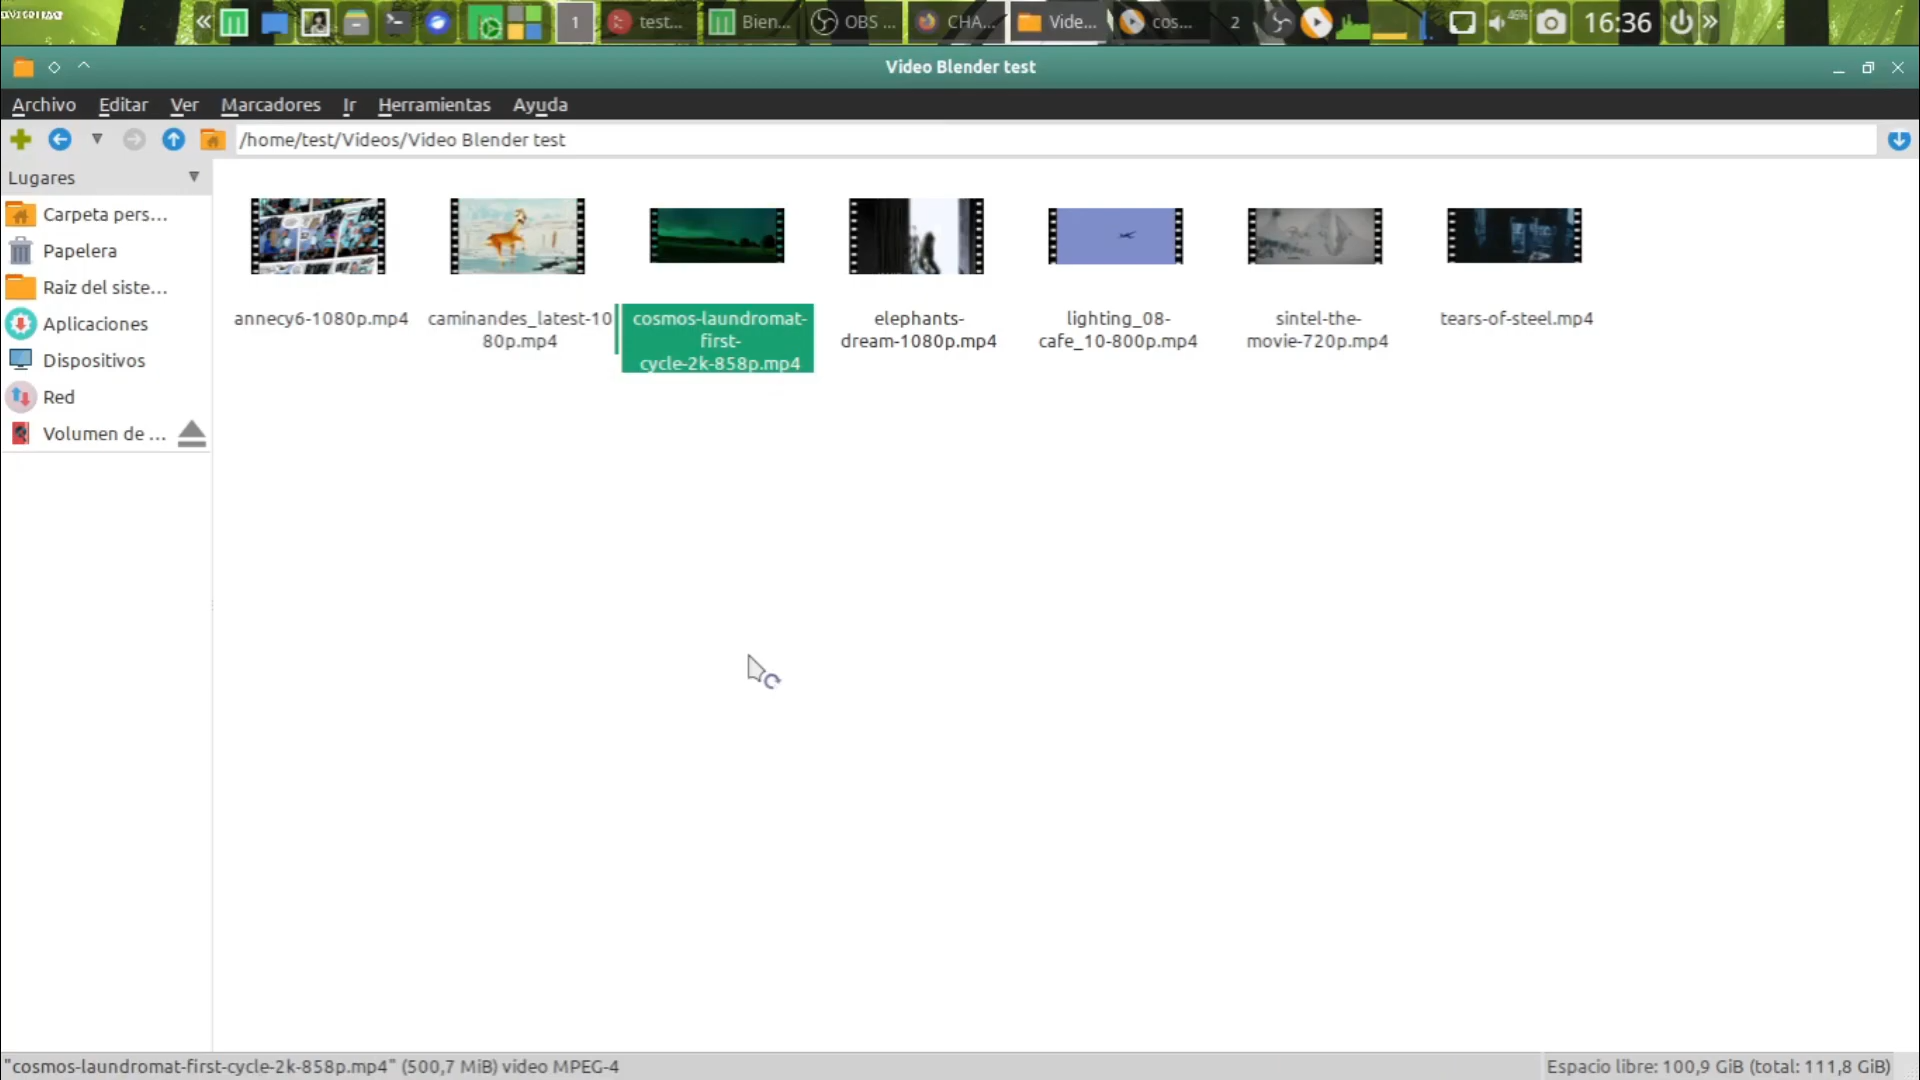 1
test...
Bien...
OBS ...
CHA...
Vide...
cos...
2
46%
16:36
Video Blender test
Archivo
Editar
Ver
Marcadores
Ir
Herramientas
Ayuda
/home/test/Videos/Video Blender test
Lugares
Carpeta pers...
Papelera
Raíz del siste...
Aplicaciones
Dispositivos
Red
Volumen de ...
annecy6-1080p.mp4
caminandes_latest-10
80p.mp4
cosmos-laundromat-
first-
cycle-2k-858p.mp4
elephants-
dream-1080p.mp4
lighting_08-
cafe_10-800p.mp4
sintel-the-
movie-720p.mp4
tears-of-steel.mp4
"cosmos-laundromat-first-cycle-2k-858p.mp4" (500,7 MiB) video MPEG-4
Espacio libre: 100,9 GiB (total: 111,8 GiB)